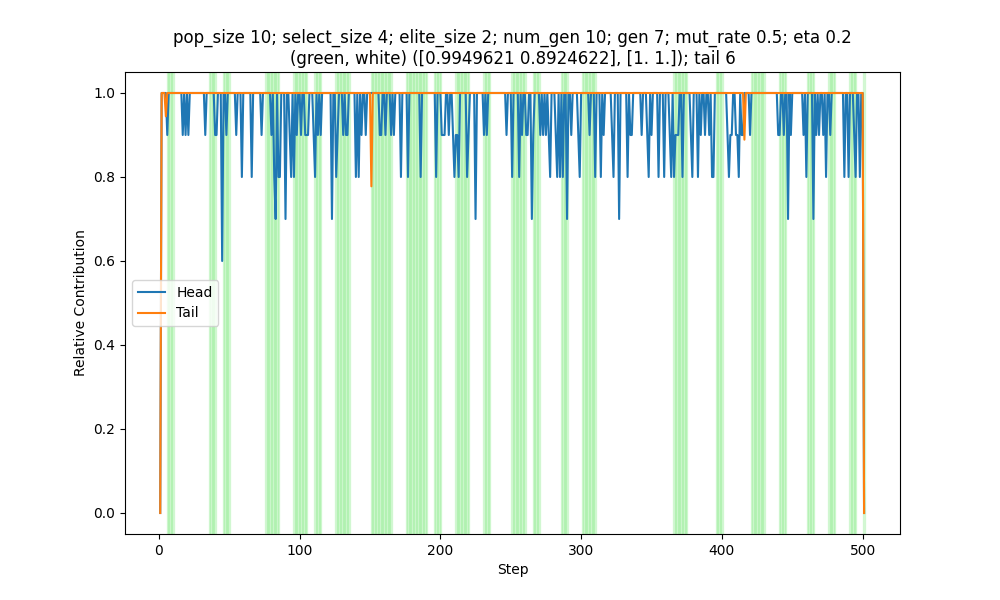 pop_size 10; select_size 4; elite_size 2; num_gen 10; gen 7; mut_rate 0.5; eta 0.2
(green, white) ([0.9949621 0.8924622], [1. 1.]); tail 6
1.0
0.8
0.6
0.4
0.2
0.0
Relative Contribution
Head
Tail
0
100
200
300
400
500
Step